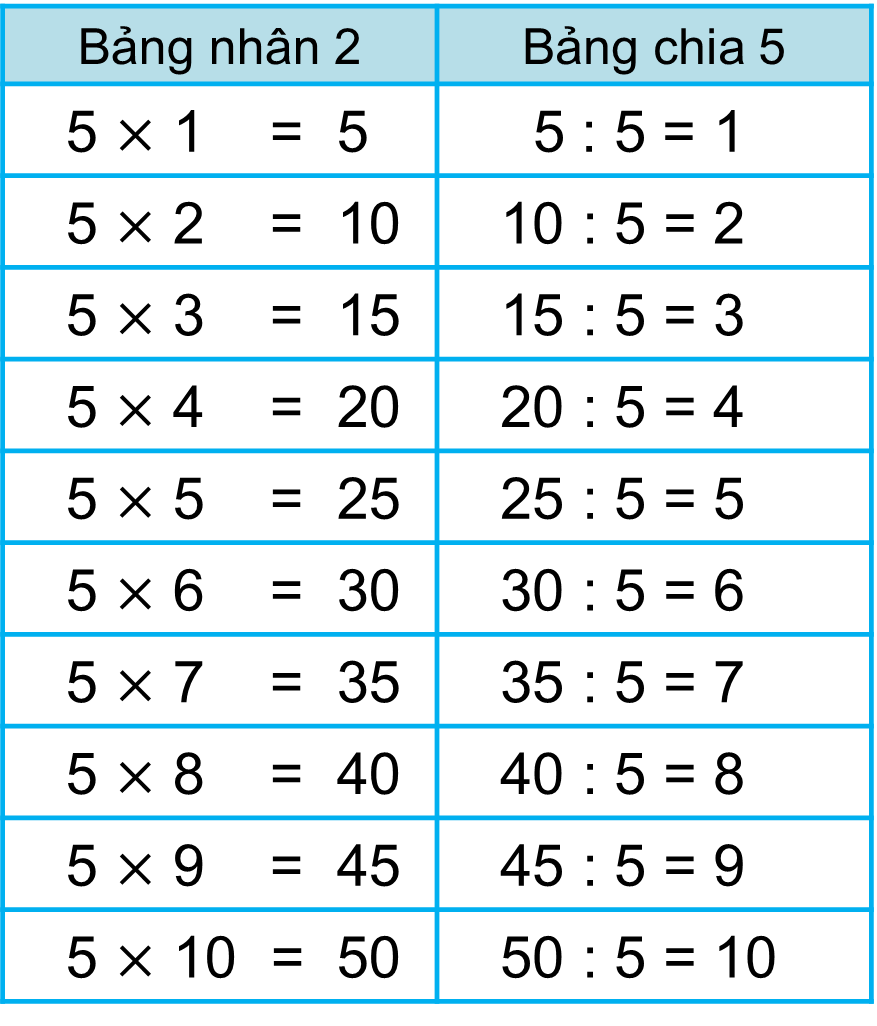 Bảng nhân 2 Bảng chia 5
5 × 1 = 5 5 : 5 = 1
5 × 2 = 10 10 : 5 = 2
5 × 3 = 15 15 : 5 = 3
5 × 4 = 20 20 : 5 = 4
5 × 5 = 25 25 : 5 = 5
5 × 6 = 30 30 : 5 = 6
5 × 7 = 35 35 : 5 = 7
5 × 8 = 40 40 : 5 = 8
5 × 9 = 45 45 : 5 = 9
5 × 10 = 50 50 : 5 = 10